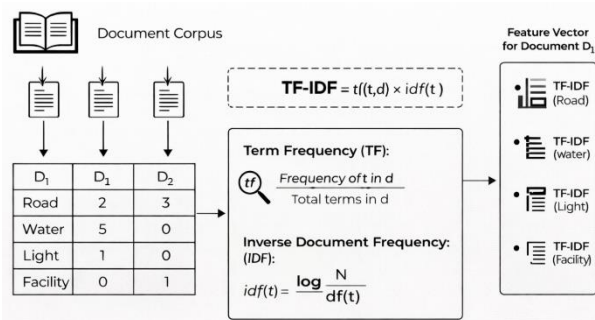 Document Corpus
Feature Vector
for Document D₁
TF-IDF = tf(t,d) × idf(t)
D₁ D₁ D₂
Road 2 3
Water 5 0
Light 1 0
Facility 0 1
Term Frequency (TF):
tf
Frequency of t in d
Total terms in d
Inverse Document Frequency:
(IDF):
idf(t) = log N
df(t)
• TF-IDF
(Road)
• TF-IDF
(water)
• TF-IDF
(Light)
• TF-IDF
(Facility)